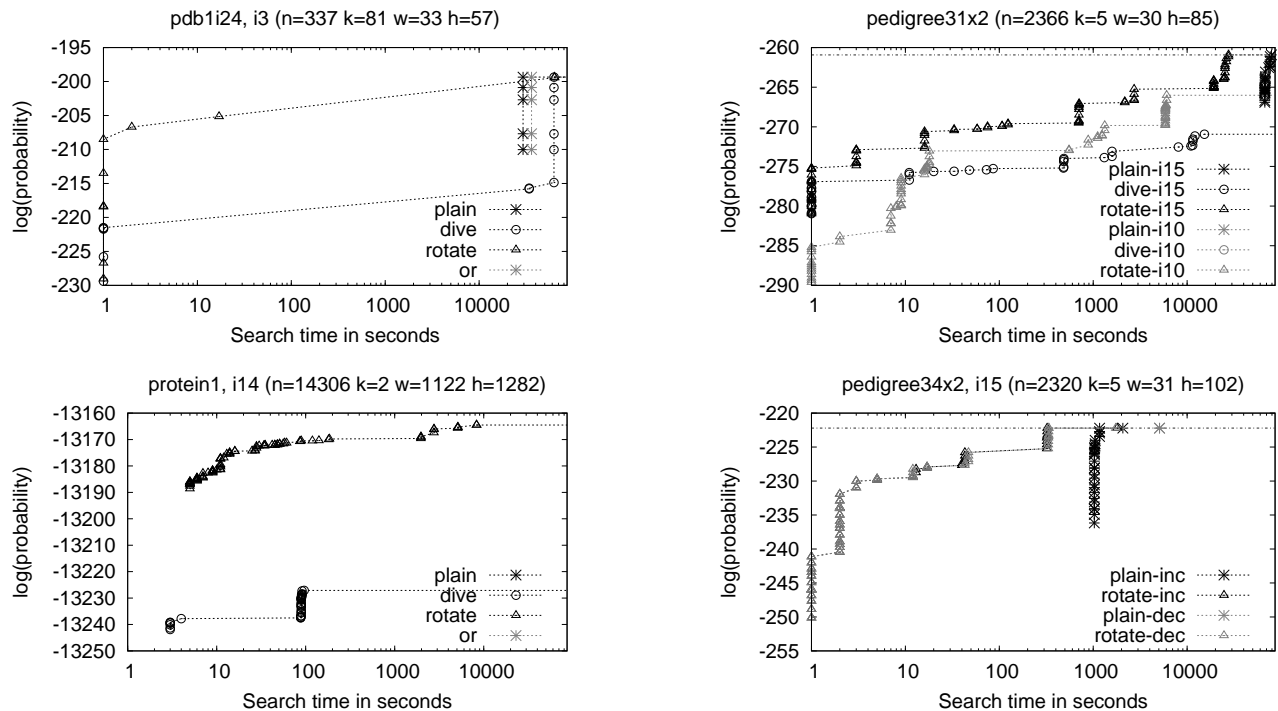 pdb1i24, i3 (n=337 k=81 w=33 h=57)
log(probability)
-195
-200
-205
-210
-215
-220
-225
-230
plain
dive
rotate
or
1 10 100 1000 10000
Search time in seconds
pedigree31x2 (n=2366 k=5 w=30 h=85)
log(probability)
-260
-265
-270
-275
-280
-285
-290
plain-i15
dive-i15
rotate-i15
plain-i10
dive-i10
rotate-i10
1 10 100 1000 10000
Search time in seconds
protein1, i14 (n=14306 k=2 w=1122 h=1282)
log(probability)
-13160
-13170
-13180
-13190
-13200
-13210
-13220
-13230
-13240
-13250
plain
dive
rotate
or
1 10 100 1000 10000
Search time in seconds
pedigree34x2, i15 (n=2320 k=5 w=31 h=102)
log(probability)
-220
-225
-230
-235
-240
-245
-250
-255
plain-inc
rotate-inc
plain-dec
rotate-dec
1 10 100 1000 10000
Search time in seconds